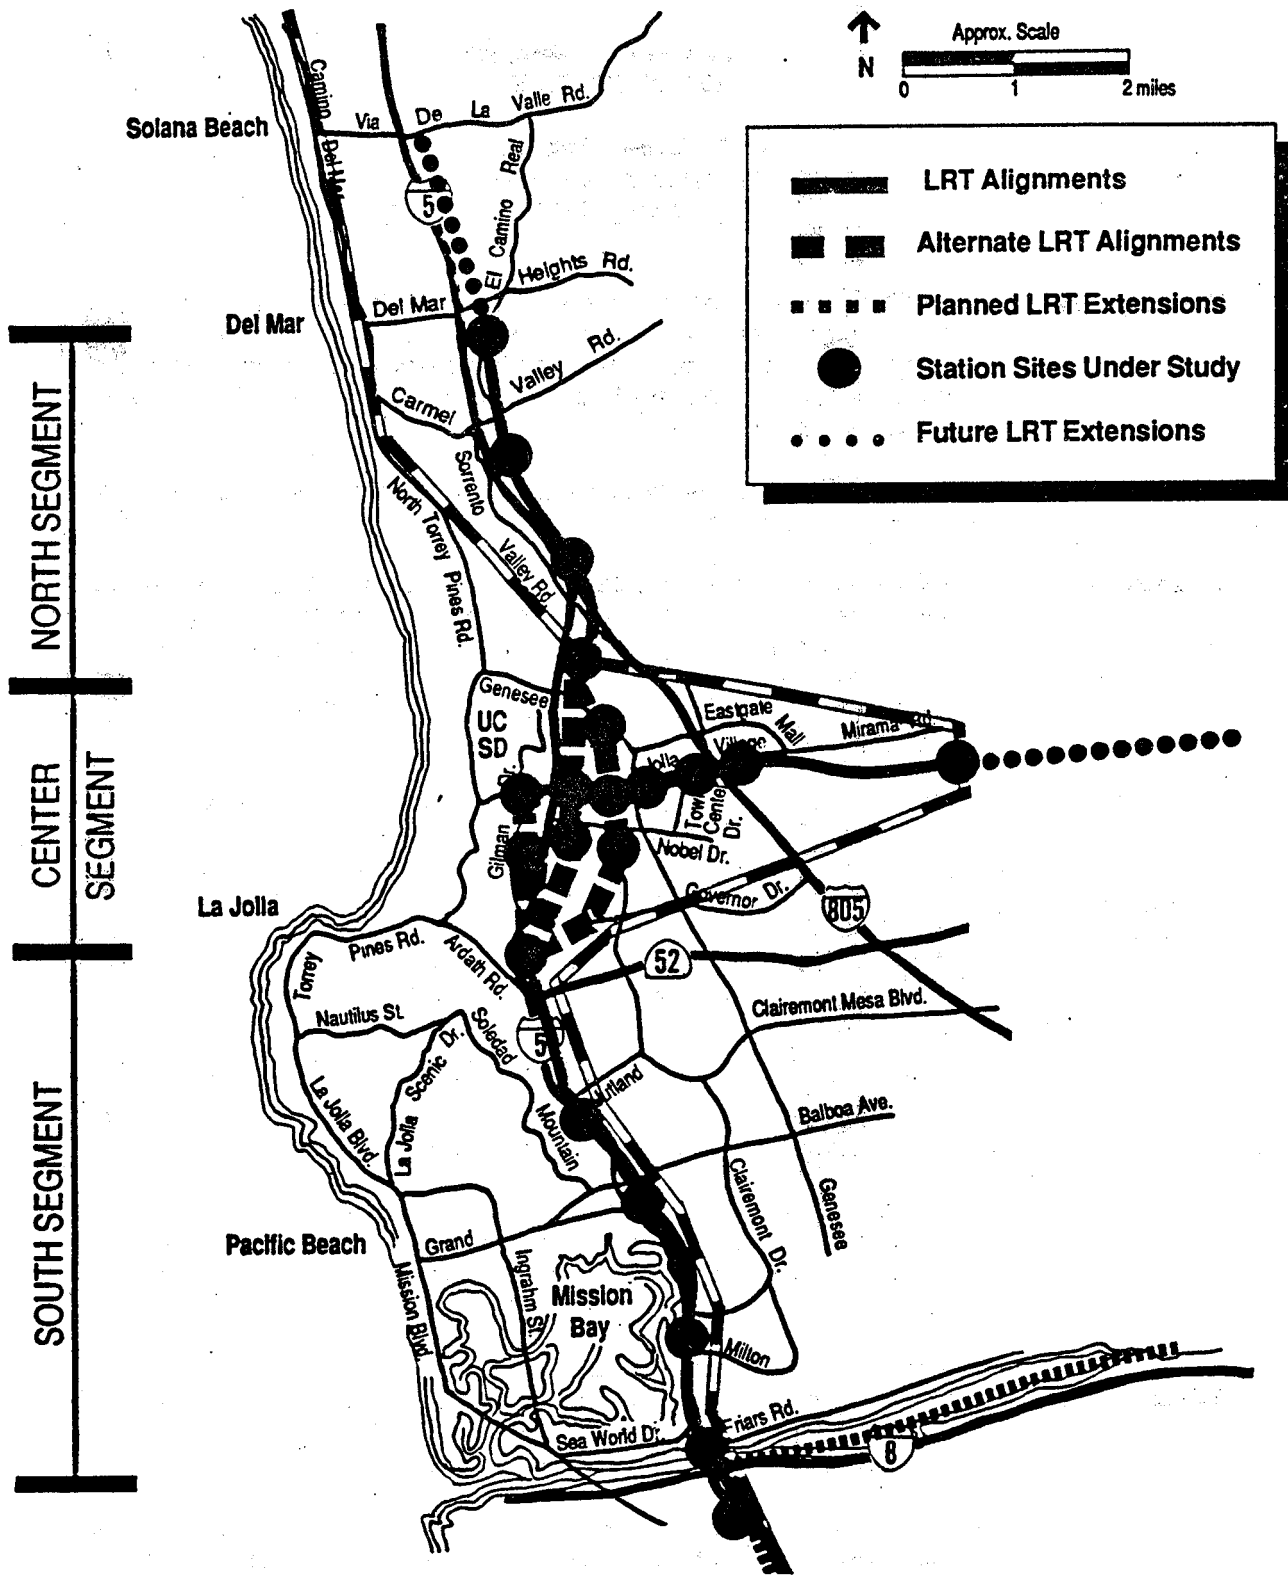 N
Approx. Scale
0 1 2 miles
LRT Alignments
Alternate LRT Alignments
Planned LRT Extensions
Station Sites Under Study
Future LRT Extensions
Solana Beach
Camino Del Mar
Via De La Valle Rd.
5
El Camino Real
Del Mar
Del Mar Heights Rd.
Carmel Valley Rd.
Sorrento Valley Rd.
North Torrey Pines Rd.
NORTH SEGMENT
Genesee
UC
SD
Eastgate Mall
Mirama Rd
Jolla Village
Dr.
Gilman
Town Center Dr.
Nobel Dr.
Governor Dr.
805
CENTER
SEGMENT
La Jolla
52
Torrey Pines Rd.
Ardath Rd.
Nautilus St.
Clairemont Mesa Blvd.
Soledad Mountain
La Jolla Scenic Dr.
La Jolla Blvd.
5
Jutland
Balboa Ave.
Clairemont Dr.
Genesee
SOUTH SEGMENT
Pacific Beach
Grand
Ingrahm St.
Mission Blvd.
Mission
Bay
Milton
Friars Rd.
Sea World Dr.
8